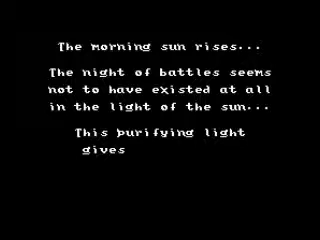 The morning sun rises...
The night of battles seems
not to have existed at all
in the light of the sun...
This purifying light
gives